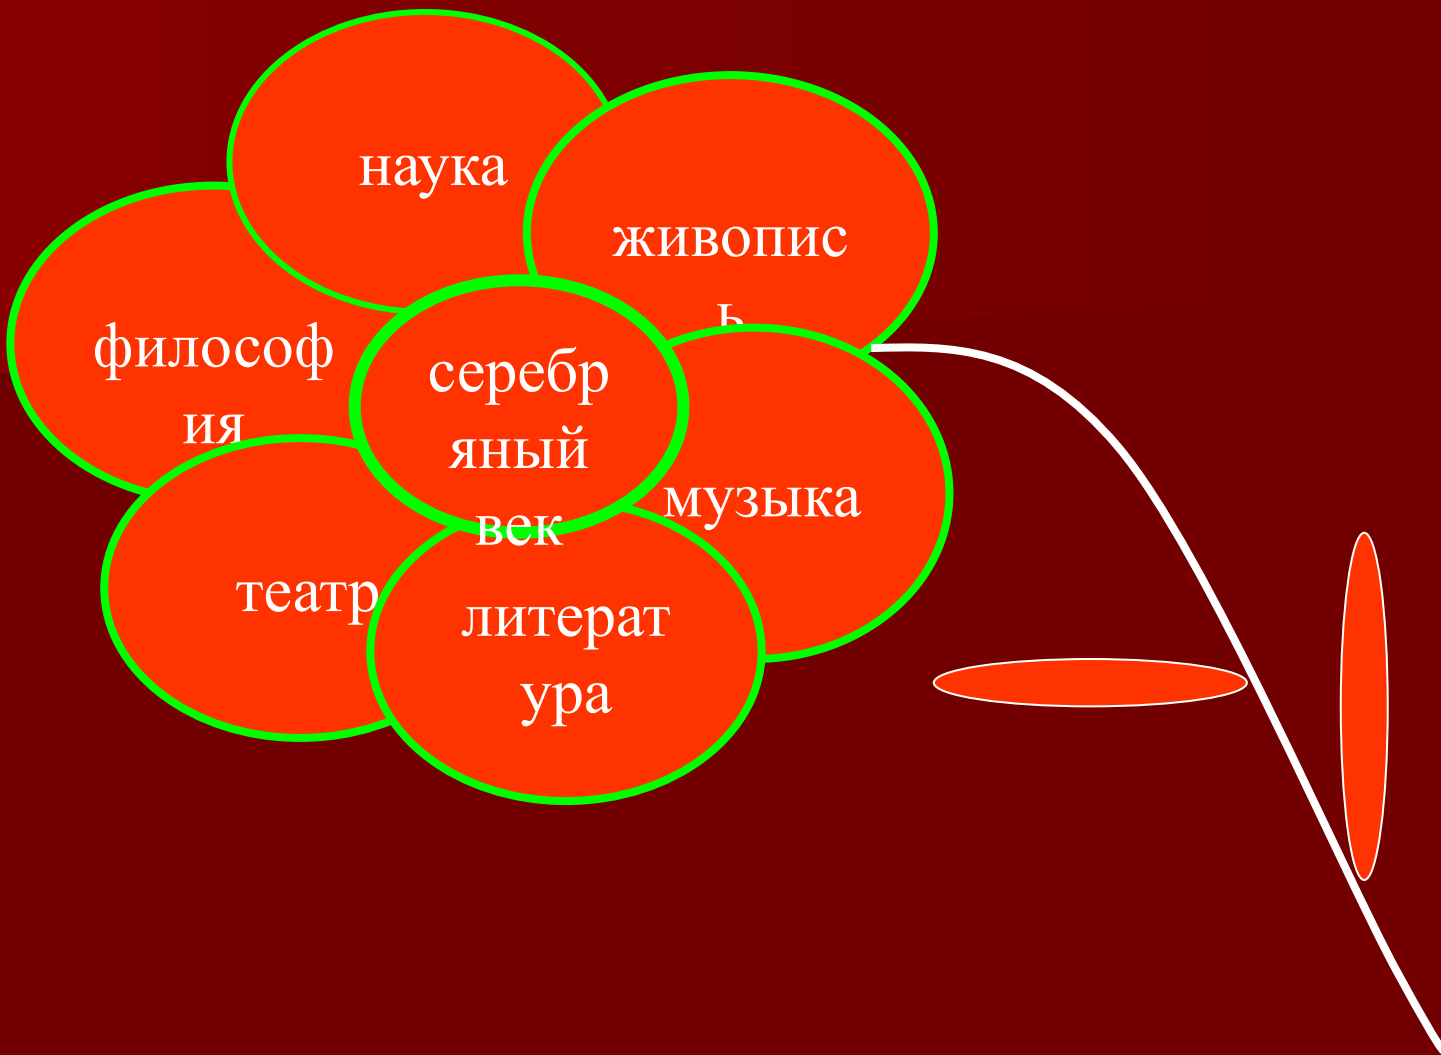 наука
живопис
ь
философ
ия
серебр
яный
век
музыка
театр
литерат
ура